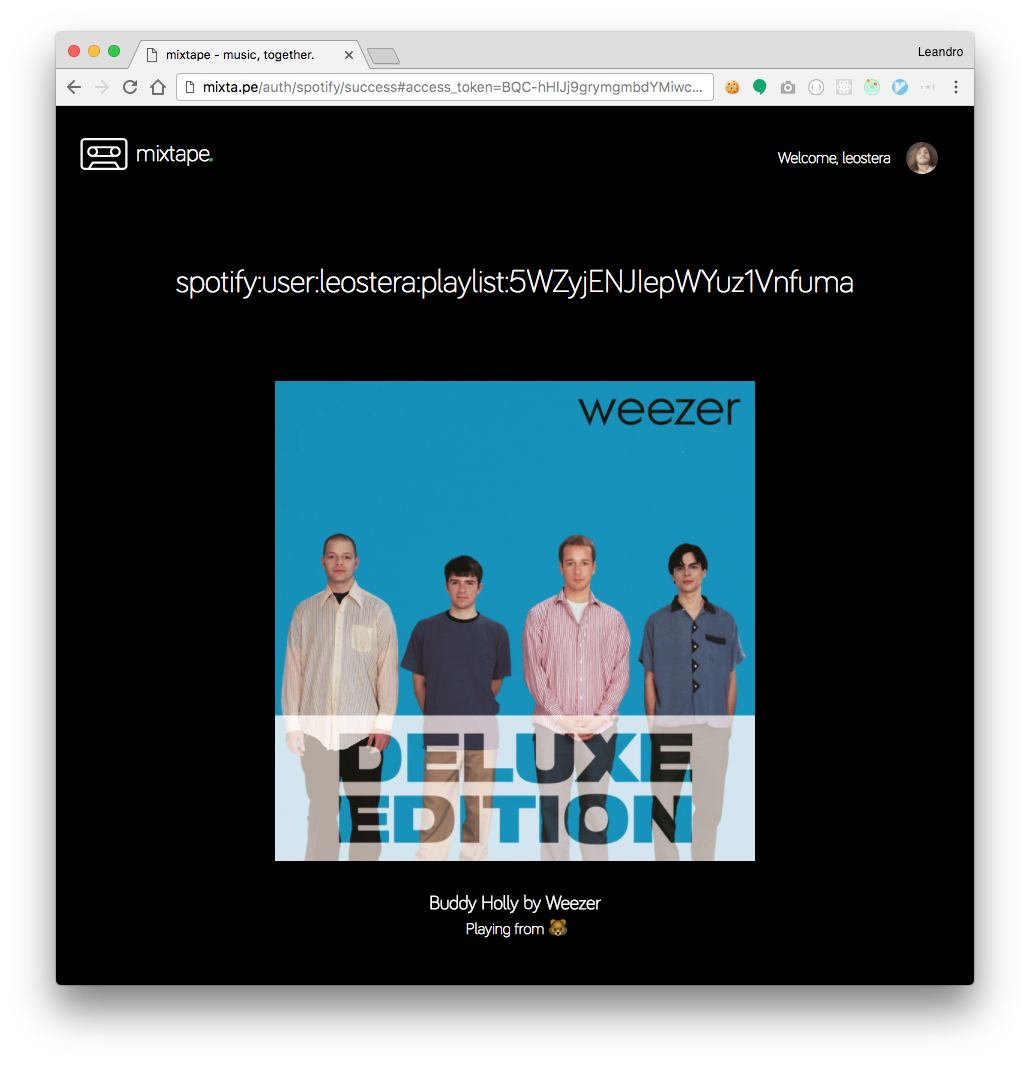 mixtape - music, together.
Leandro
mixta.pe/auth/spotify/success#access_token=BQC-hHIJj9grymgmbdYMiwc...
mixtape.
Welcome, leostera
spotify:user:leostera:playlist:5WZyjENJIepWYuz1Vnfuma
weezer
DELUXE
EDITION
Buddy Holly by Weezer
Playing from 🐻